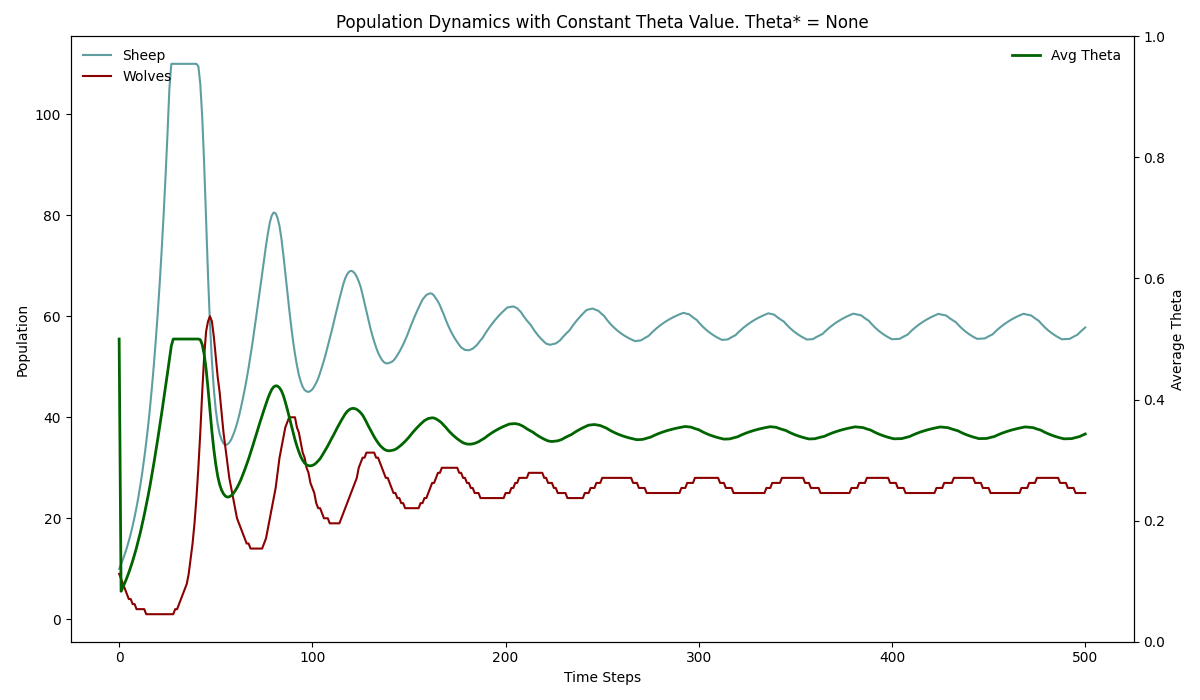 Population Dynamics with Constant Theta Value. Theta* = None
Sheep
Wolves
Avg Theta
Population
100
80
60
40
20
0
1.0
0.8
0.6
0.4
0.2
0.0
Average Theta
0 100 200 300 400 500
Time Steps